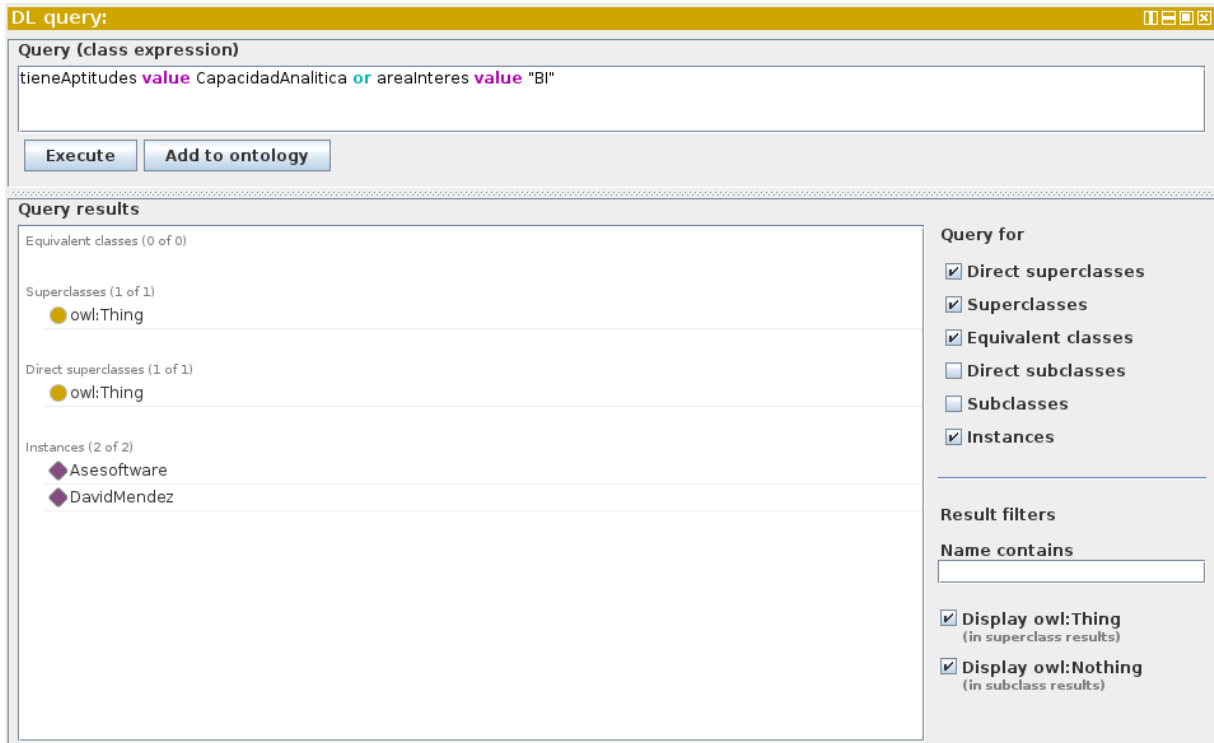 DL query:
Query (class expression)
tieneAptitudes value CapacidadAnalitica or areaInteres value "BI"
Execute
Add to ontology
Query results
Equivalent classes (0 of 0)
Superclasses (1 of 1)
owl:Thing
Direct superclasses (1 of 1)
owl:Thing
Instances (2 of 2)
Asesoftware
DavidMendez
Query for
Direct superclasses
Superclasses
Equivalent classes
Direct subclasses
Subclasses
Instances
Result filters
Name contains
Display owl:Thing
(in superclass results)
Display owl:Nothing
(in subclass results)